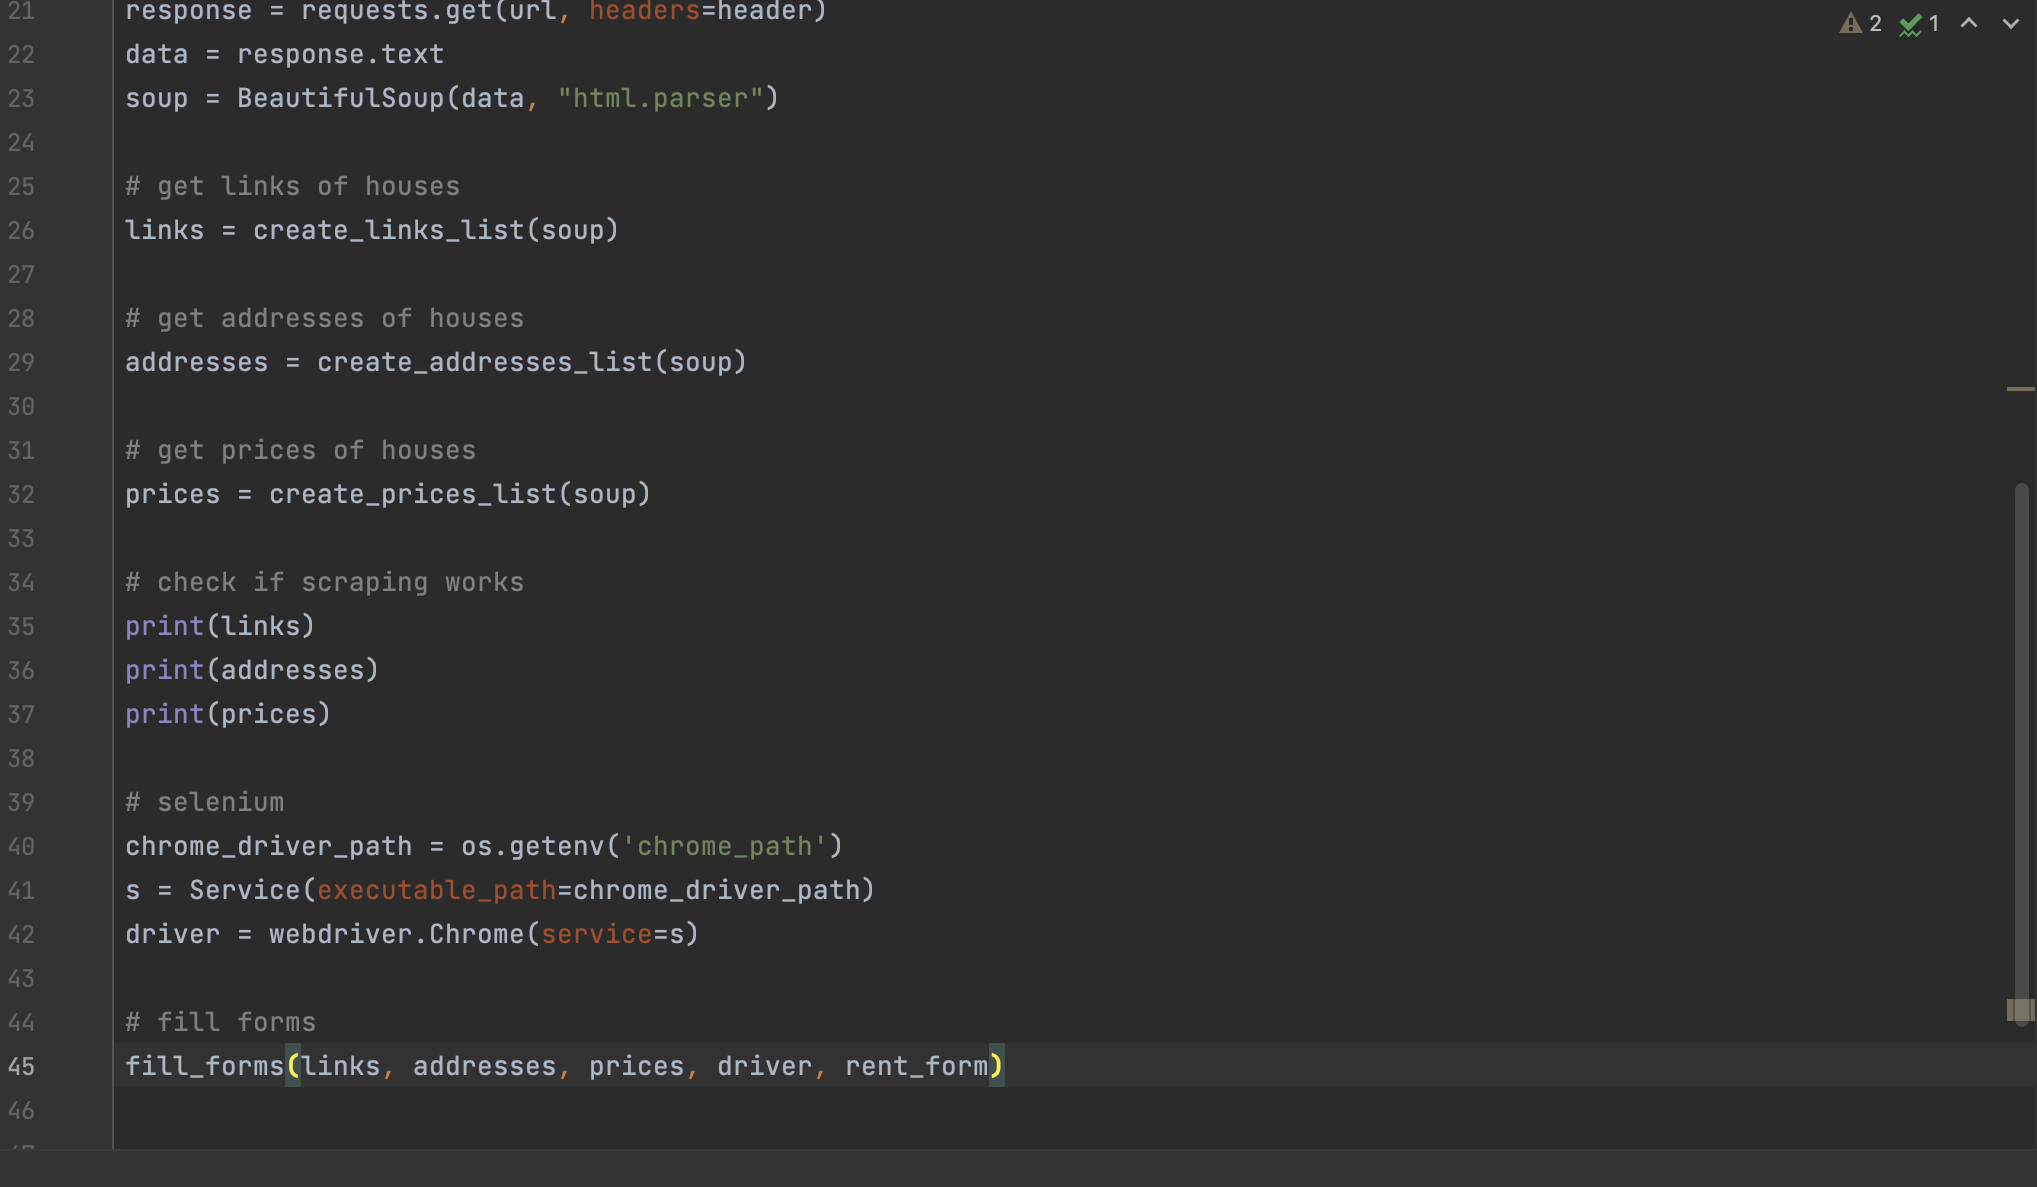 21 response = requests.get(url, headers=header)
2 1
22 data = response.text
23 soup = BeautifulSoup(data, "html.parser")
24
25 # get links of houses
26 links = create_links_list(soup)
27
28 # get addresses of houses
29 addresses = create_addresses_list(soup)
30
31 # get prices of houses
32 prices = create_prices_list(soup)
33
34 # check if scraping works
35 print(links)
36 print(addresses)
37 print(prices)
38
39 # selenium
40 chrome_driver_path = os.getenv('chrome_path')
41 s = Service(executable_path=chrome_driver_path)
42 driver = webdriver.Chrome(service=s)
43
44 # fill forms
45 fill_forms(links, addresses, prices, driver, rent_form)
46